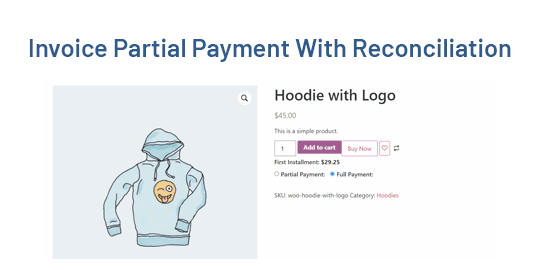 Invoice Partial Payment With Reconciliation
Hoodie with Logo
$45.00
This is a simple product.
1 Add to cart Buy Now
First Installment: $29.25
Partial Payment: Full Payment:
SKU: woo-hoodie-with-logo Category: Hoodies